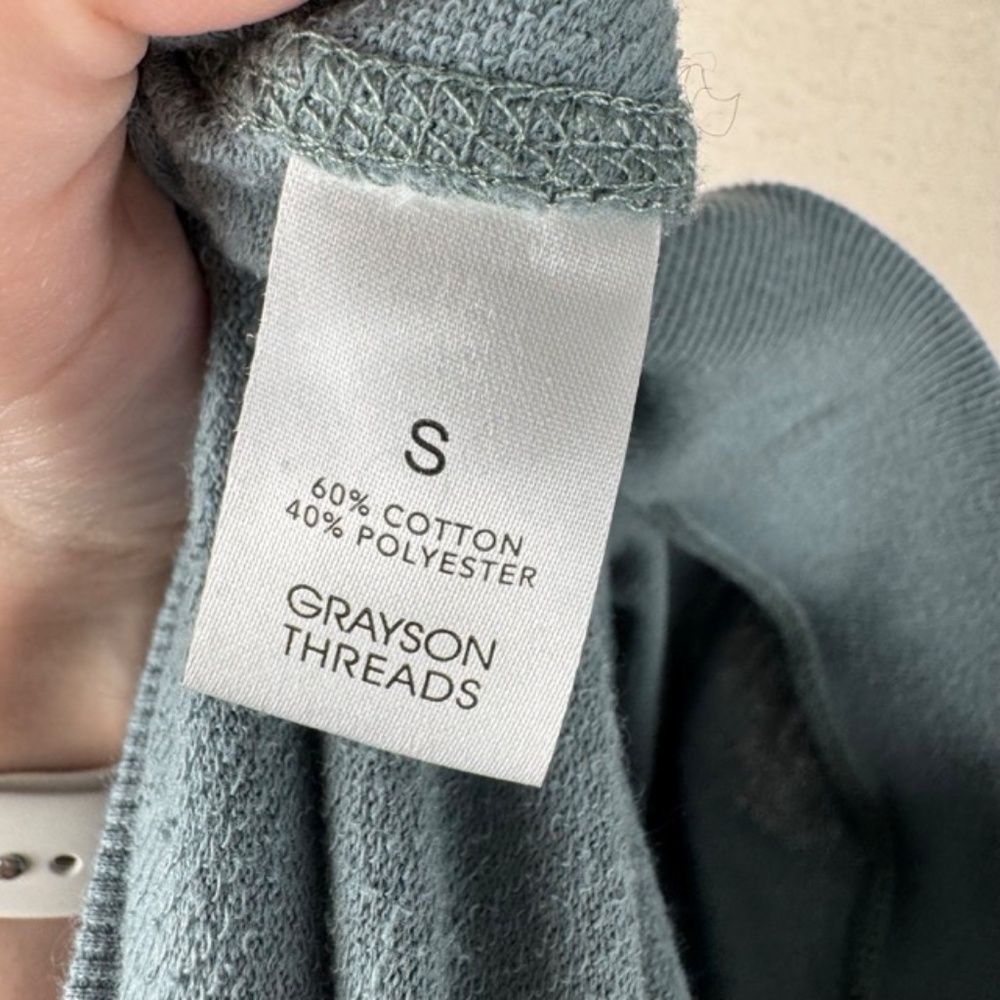 S
60% COTTON
40% POLYESTER
GRAYSON
THREADS